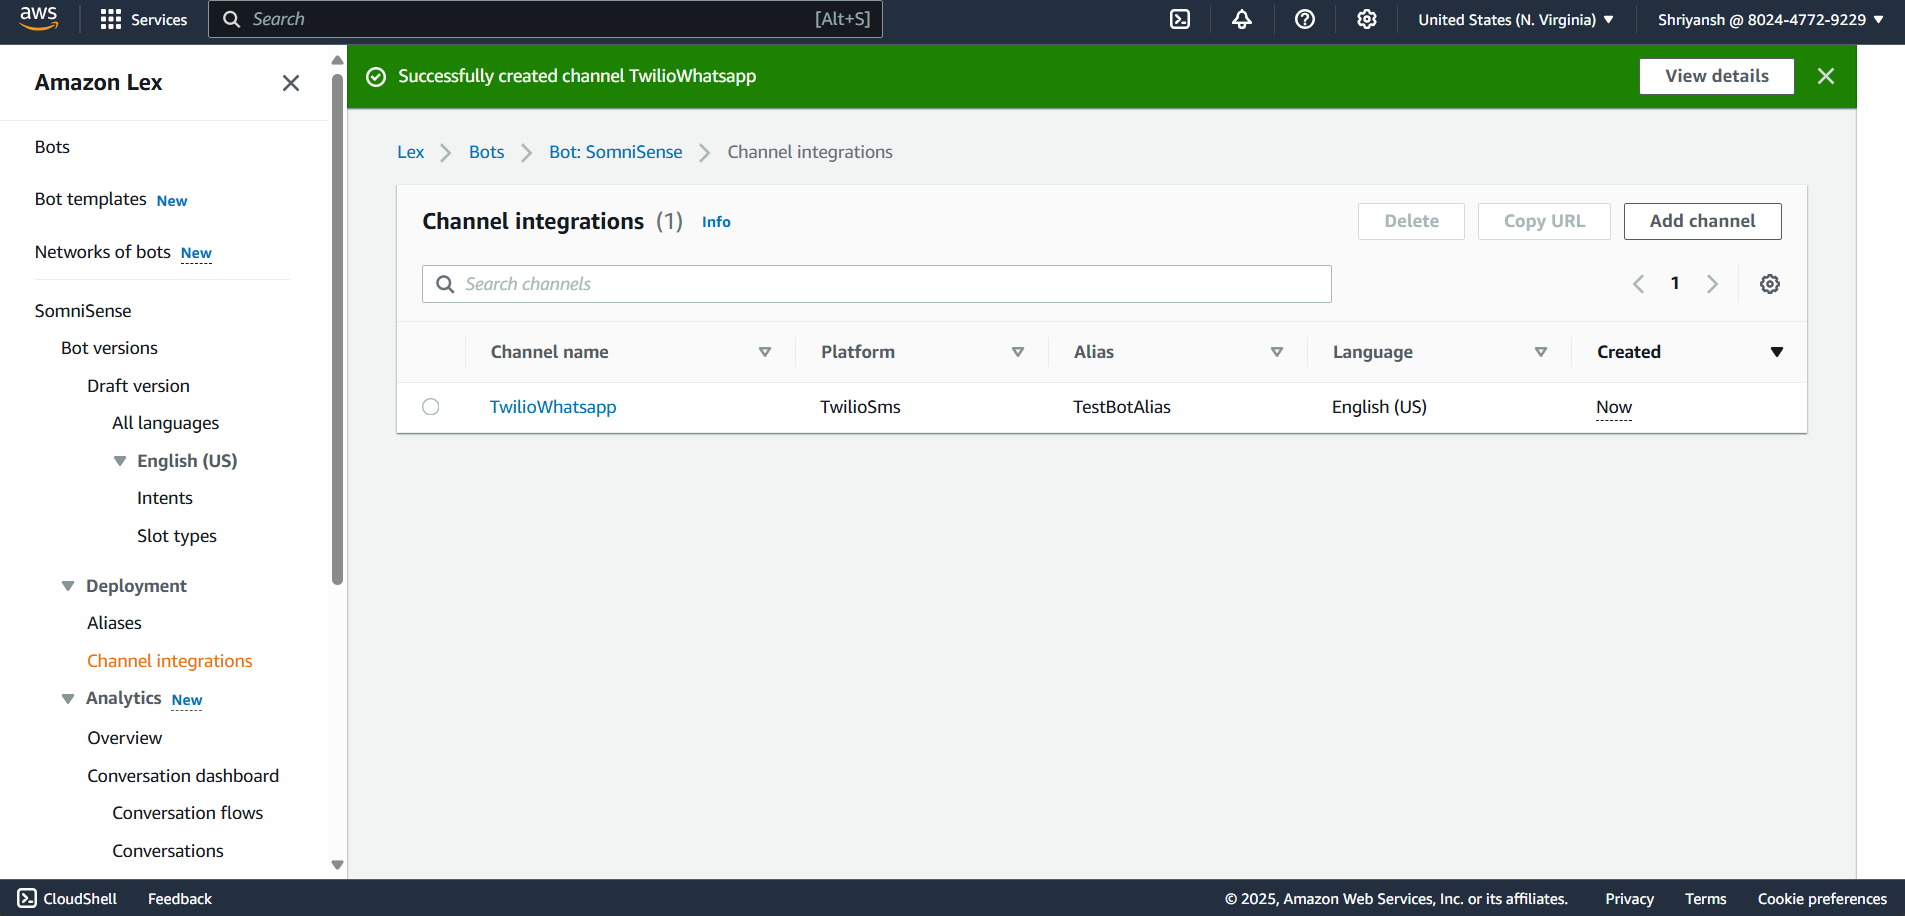 aws Services Search [Alt+S] United States (N. Virginia) Shriyansh @ 8024-4772-9229
Amazon Lex
Bots
Bot templates New
Networks of bots New
SomniSense
Bot versions
Draft version
All languages
English (US)
Intents
Slot types
Deployment
Aliases
Channel integrations
Analytics New
Overview
Conversation dashboard
Conversation flows
Conversations
Successfully created channel TwilioWhatsapp View details
Lex Bots Bot: SomniSense Channel integrations
Channel integrations (1) Info Delete Copy URL Add channel
Search channels 1
Channel name Platform Alias Language Created
TwilioWhatsapp TwilioSms TestBotAlias English (US) Now
CloudShell Feedback © 2025, Amazon Web Services, Inc. or its affiliates. Privacy Terms Cookie preferences